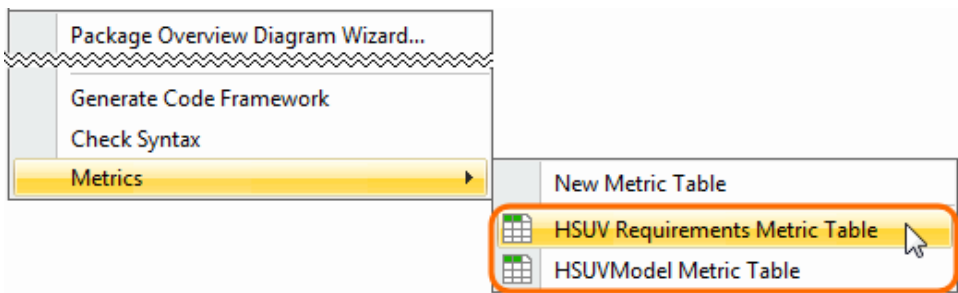 Package Overview Diagram Wizard...
Generate Code Framework
Check Syntax
Metrics
New Metric Table
HSUV Requirements Metric Table
HSUVModel Metric Table